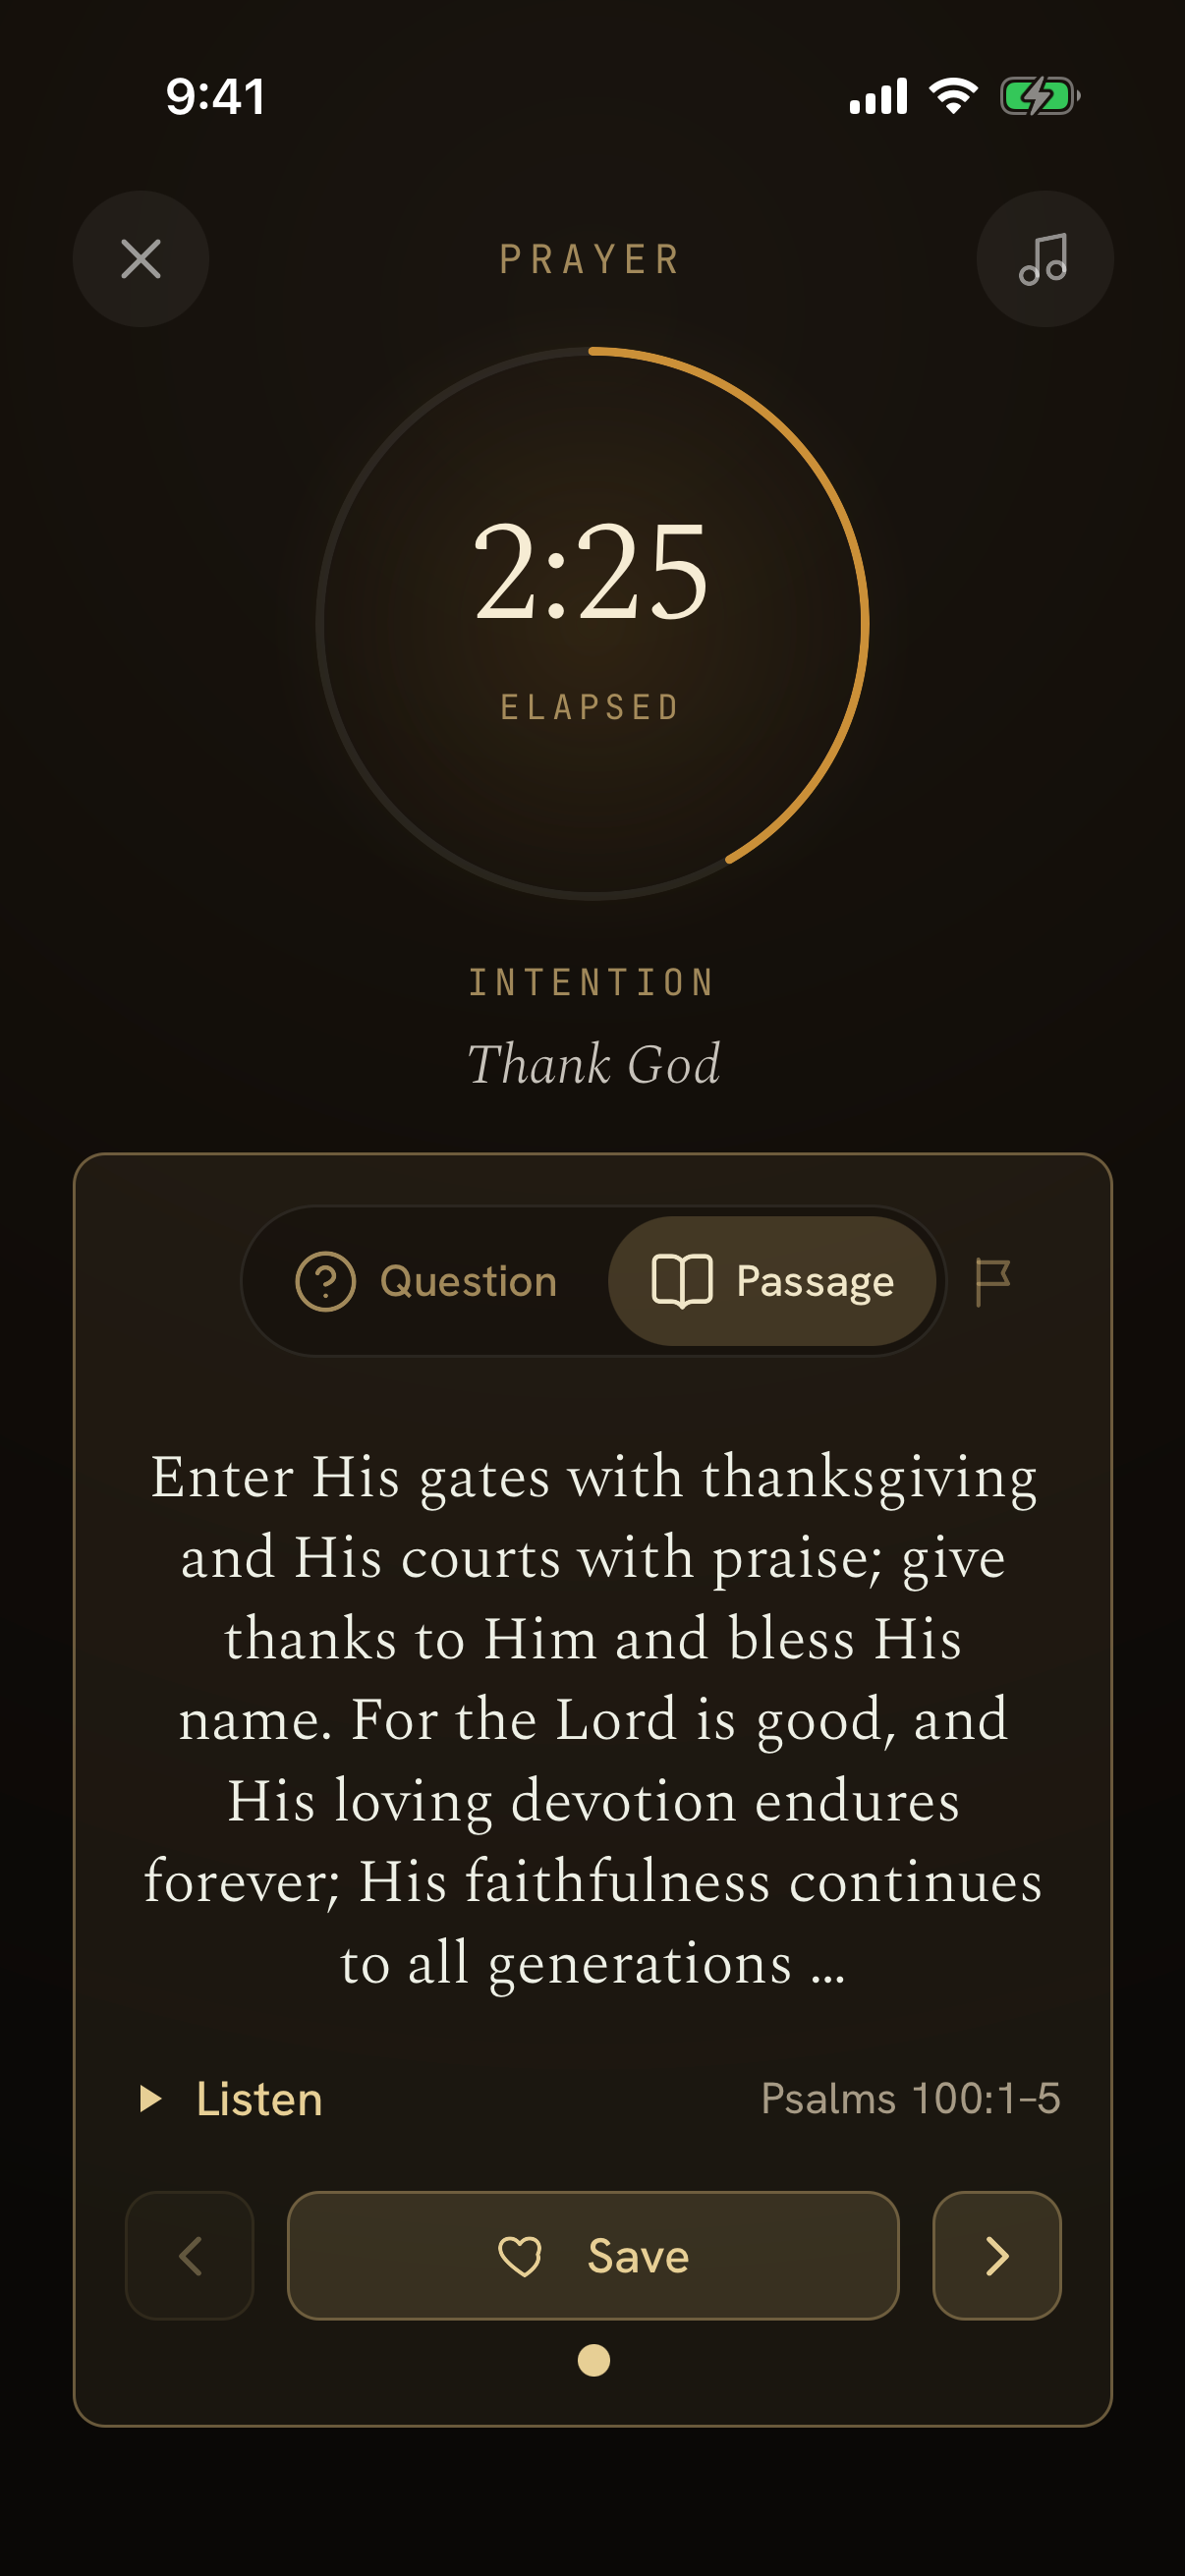 9:41
PRAYER
2:25
ELAPSED
INTENTION
Thank God
Question
Passage
Enter His gates with thanksgiving
and His courts with praise; give
thanks to Him and bless His
name. For the Lord is good, and
His loving devotion endures
forever; His faithfulness continues
to all generations ...
Listen
Psalms 100:1–5
Save